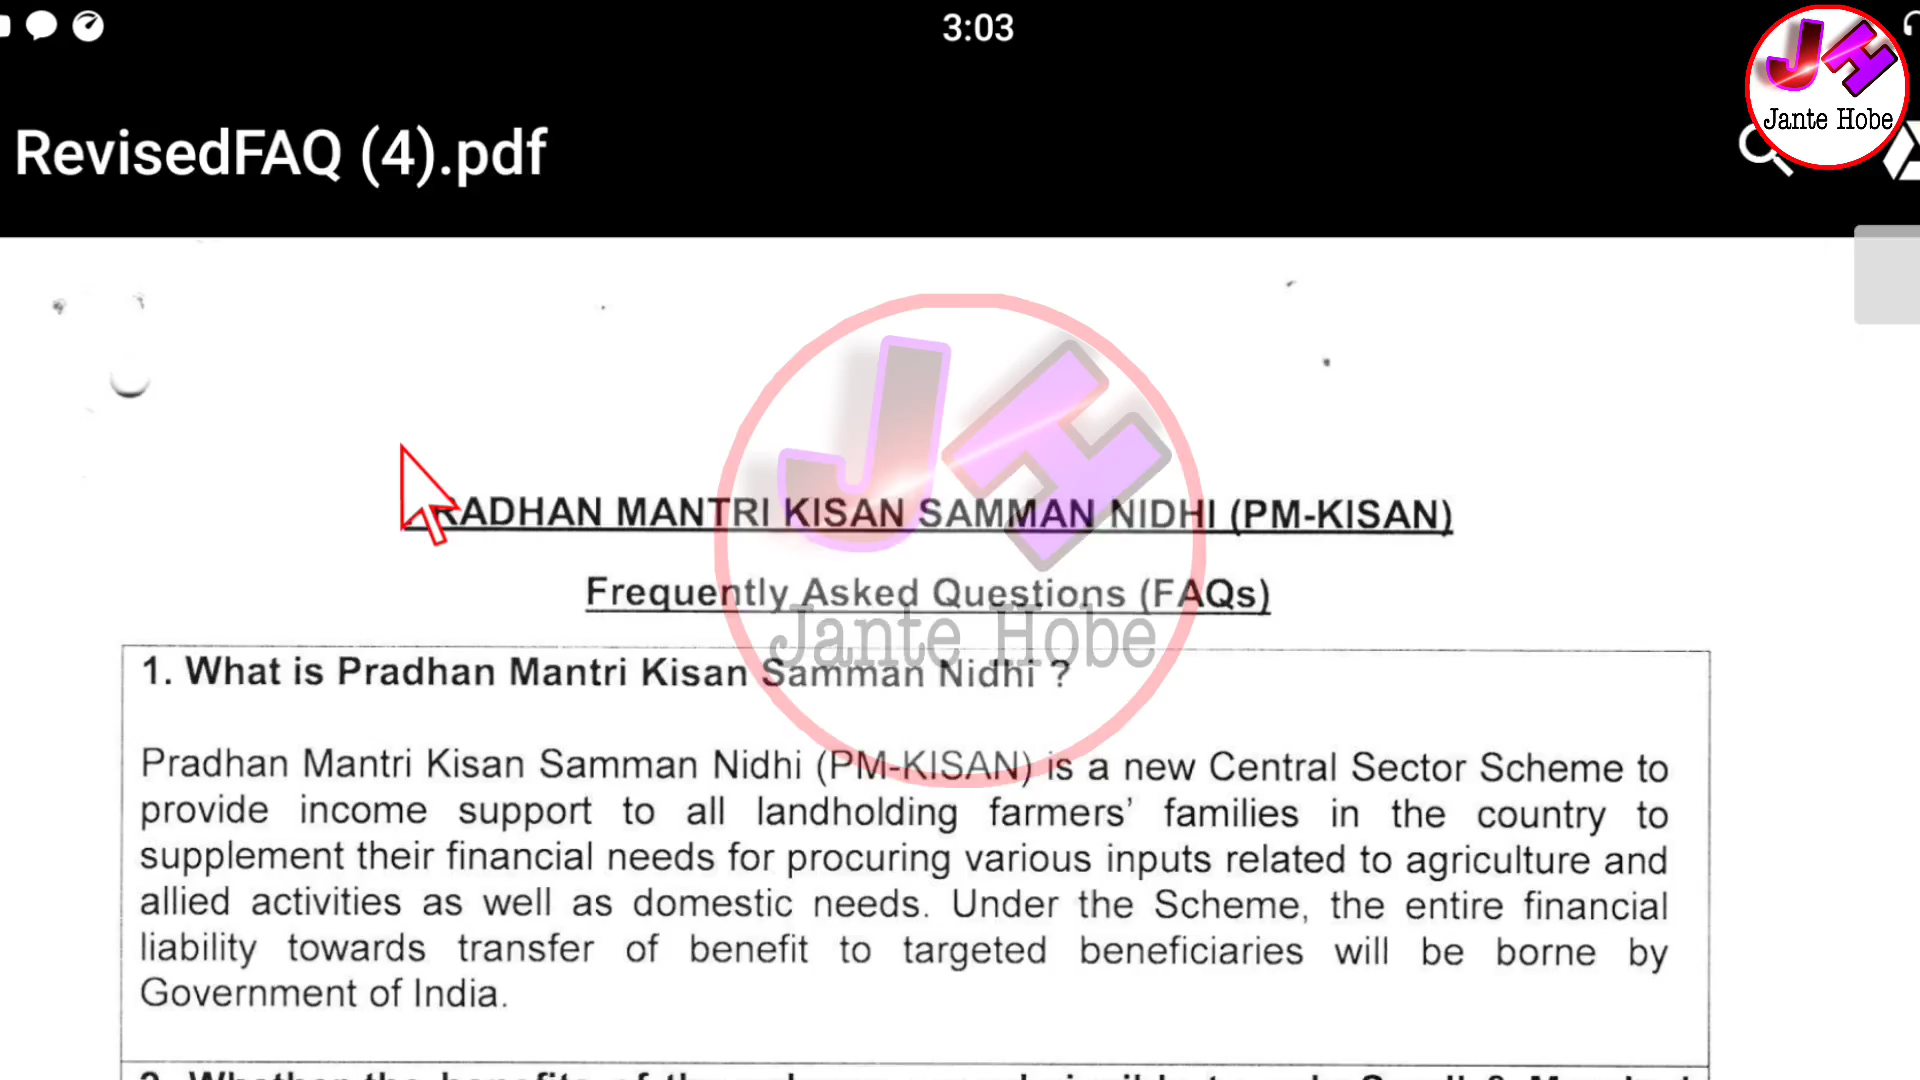 3:03
JH
Jante Hobe
RevisedFAQ (4).pdf
JH
RADHAN MANTRI KISAN SAMMAN NIDHI (PM-KISAN)
Frequently Asked Questions (FAQs)
Jante Hobe
1. What is Pradhan Mantri Kisan Samman Nidhi ?
Pradhan Mantri Kisan Samman Nidhi (PM-KISAN) is a new Central Sector Scheme to
provide income support to all landholding farmers’ families in the country to
supplement their financial needs for procuring various inputs related to agriculture and
allied activities as well as domestic needs. Under the Scheme, the entire financial
liability towards transfer of benefit to targeted beneficiaries will be borne by
Government of India.